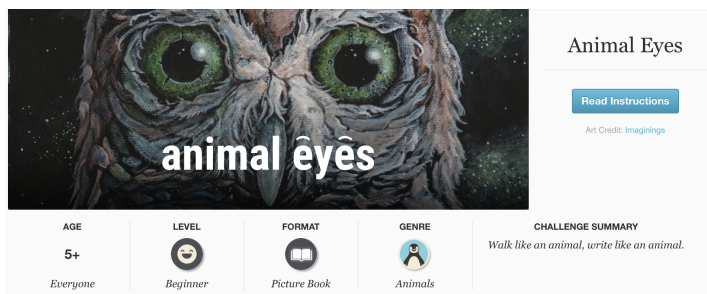 animal êyês
Animal Eyes
Read Instructions
Art Credit: Imaginings
AGE
5+
Everyone
LEVEL
Beginner
FORMAT
Picture Book
GENRE
Animals
CHALLENGE SUMMARY
Walk like an animal, write like an animal.